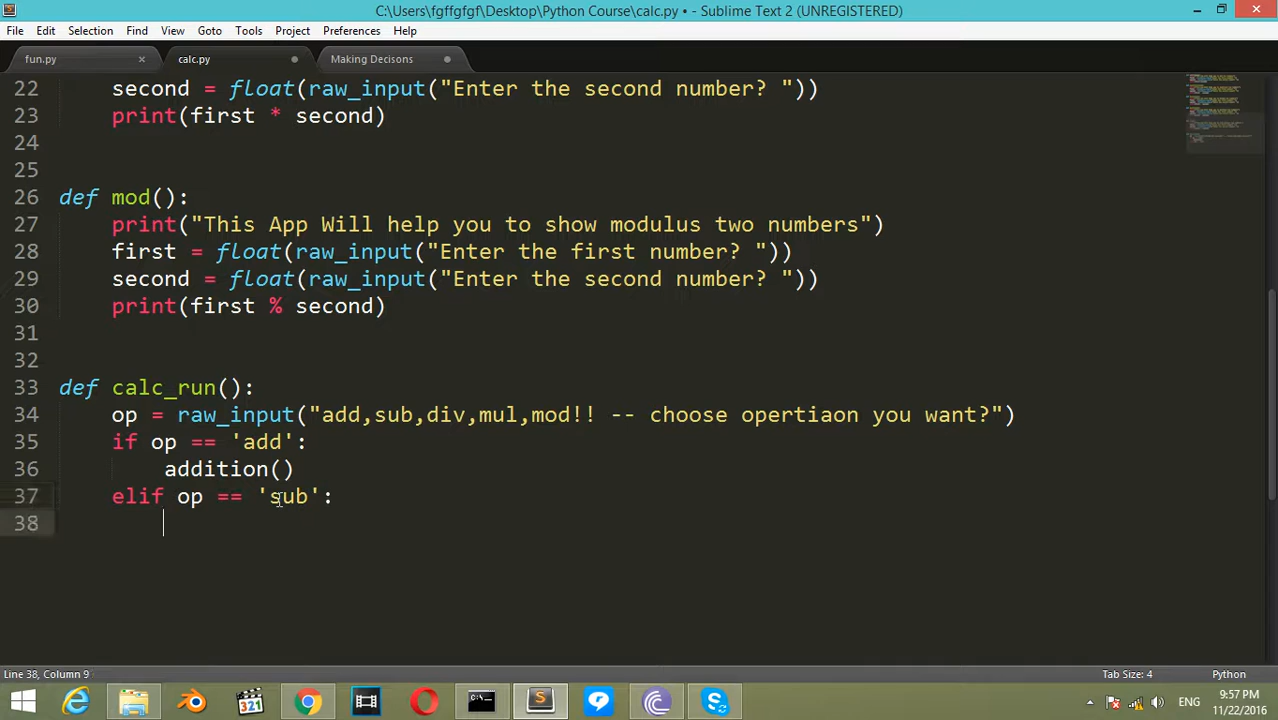 C:\Users\fgffgfgf\Desktop\Python Course\calc.py • - Sublime Text 2 (UNREGISTERED)
File Edit Selection Find View Goto Tools Project Preferences Help
fun.py calc.py Making Decisons
22 second = float(raw_input("Enter the second number? "))
23 print(first * second)
24
25
26 def mod():
27 print("This App Will help you to show modulus two numbers")
28 first = float(raw_input("Enter the first number? "))
29 second = float(raw_input("Enter the second number? "))
30 print(first % second)
31
32
33 def calc_run():
34 op = raw_input("add,sub,div,mul,mod!! -- choose opertiaon you want?")
35 if op == 'add':
36 addition()
37 elif op == 'sub':
38
Line 38, Column 9 Tab Size: 4 Python
321 ENG 9:57 PM
11/22/2016